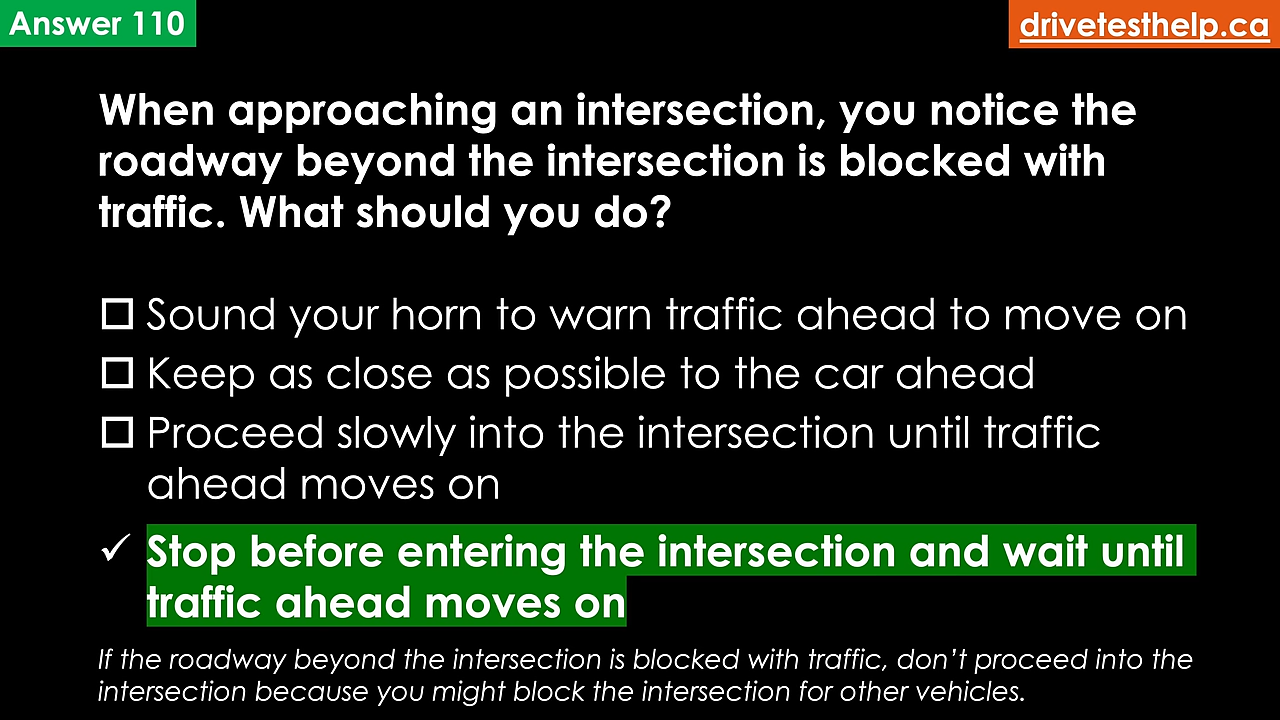 Answer 110
drivetesthelp.ca
When approaching an intersection, you notice the
roadway beyond the intersection is blocked with
traffic. What should you do?
Sound your horn to warn traffic ahead to move on
Keep as close as possible to the car ahead
Proceed slowly into the intersection until traffic
ahead moves on
Stop before entering the intersection and wait until
traffic ahead moves on
If the roadway beyond the intersection is blocked with traffic, don’t proceed into the
intersection because you might block the intersection for other vehicles.